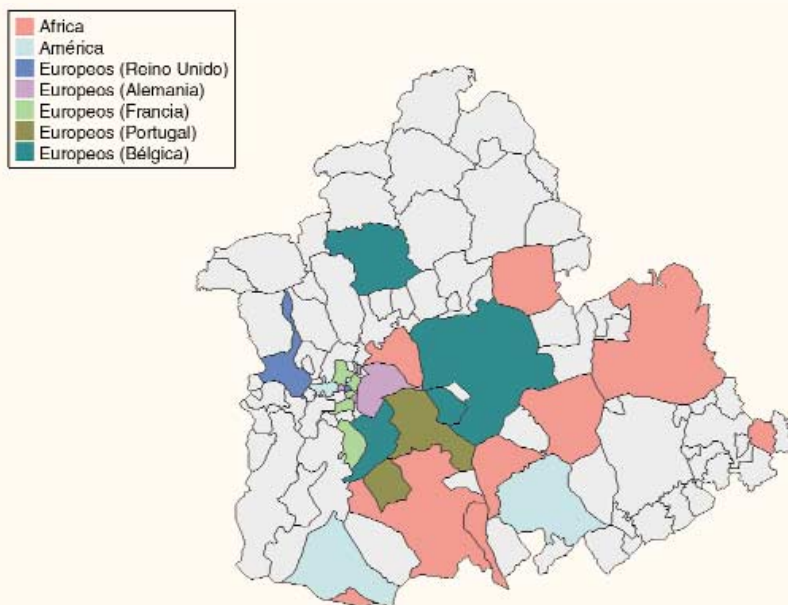 Africa
América
Europeos (Reino Unido)
Europeos (Alemania)
Europeos (Francia)
Europeos (Portugal)
Europeos (Bélgica)